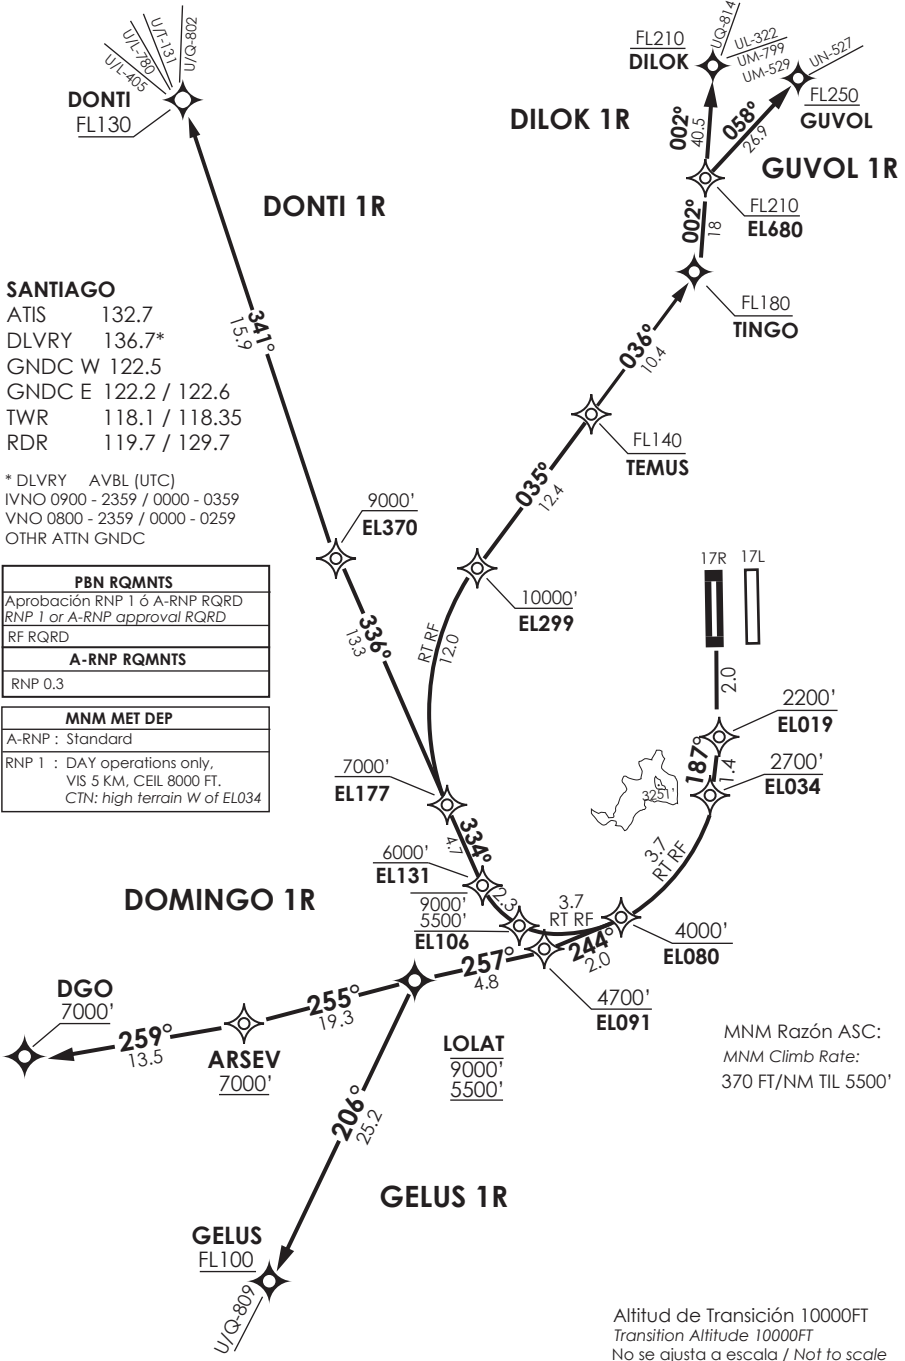 U/L-405
U/L-780
U/T-131
U/Q-802
DONTI
FL130
DONTI 1R
341°
15.9
UQ-814
FL210
DILOK
UL-322
UM-799
UM-529
UN-527
FL250
GUVOL
DILOK 1R
002°
40.5
058°
26.9
GUVOL 1R
FL210
EL680
002°
18
FL180
TINGO
036°
10.4
FL140
TEMUS
035°
12.4
SANTIAGO
ATIS 132.7
DLVRY 136.7*
GNDC W 122.5
GNDC E 122.2 / 122.6
TWR 118.1 / 118.35
RDR 119.7 / 129.7
* DLVRY AVBL (UTC)
IVNO 0900 - 2359 / 0000 - 0359
VNO 0800 - 2359 / 0000 - 0259
OTHR ATTN GNDC
PBN RQMNTS
Aprobación RNP 1 ó A-RNP RQRD
RNP 1 or A-RNP approval RQRD
RF RQRD
A-RNP RQMNTS
RNP 0.3
MNM MET DEP
A-RNP : Standard
RNP 1 : DAY operations only,
VIS 5 KM, CEIL 8000 FT.
CTN: high terrain W of EL034
9000'
EL370
336°
13.3
10000'
EL299
RT RF
12.0
17R 17L
2.0
2200'
EL019
187°
1.4
2700'
EL034
3251'
3.7
RT RF
7000'
EL177
334°
4.7
6000'
EL131
2.3
9000'
5500'
EL106
3.7
RT RF
4000'
EL080
244°
2.0
4700'
EL091
DOMINGO 1R
257°
4.8
LOLAT
9000'
5500'
255°
19.3
ARSEV
7000'
259°
13.5
DGO
7000'
206°
25.2
GELUS 1R
GELUS
FL100
U/Q-809
MNM Razón ASC:
MNM Climb Rate:
370 FT/NM TIL 5500'
Altitud de Transición 10000FT
Transition Altitude 10000FT
No se ajusta a escala / Not to scale